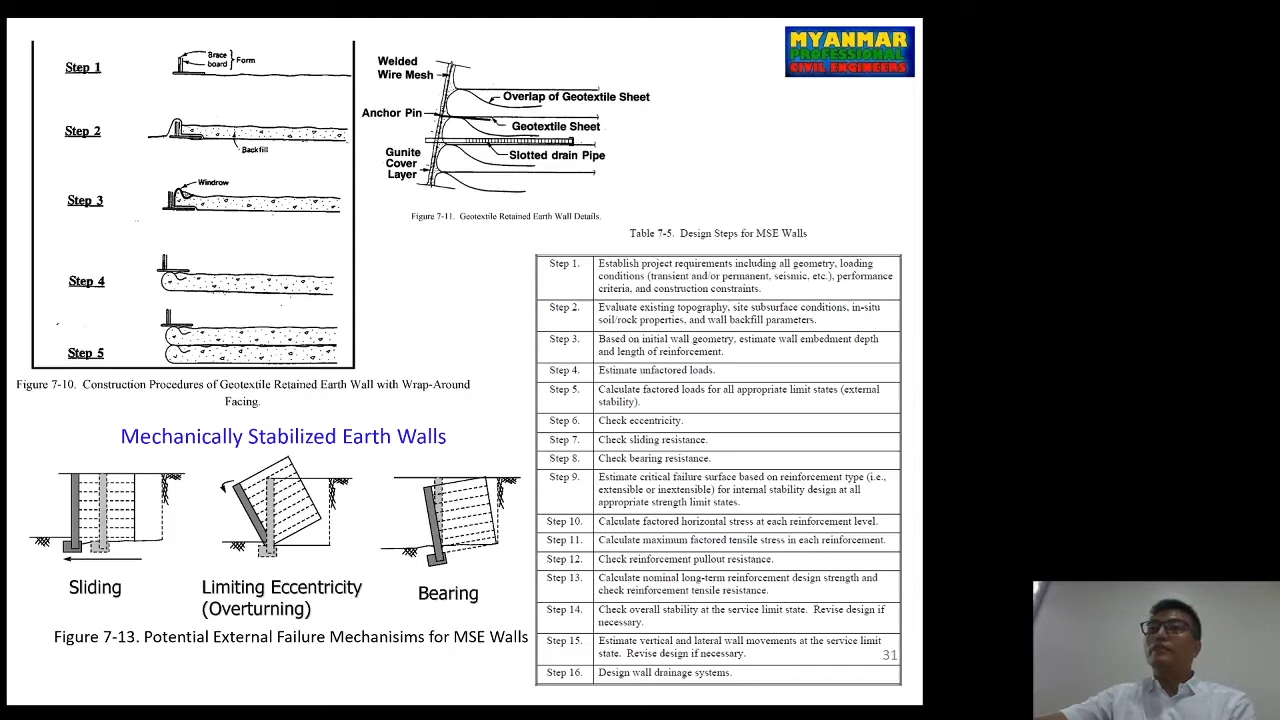 MYANMAR
PROFESSIONAL
CIVIL ENGINEERS
Step 1
Brace
board
Form
Step 2
Backfill
Step 3
Windrow
Step 4
Step 5
Figure 7-10. Construction Procedures of Geotextile Retained Earth Wall with Wrap-Around
Facing.
Welded
Wire Mesh
Overlap of Geotextile Sheet
Anchor Pin
Geotextile Sheet
Slotted drain Pipe
Gunite
Cover
Layer
Figure 7-11. Geotextile Retained Earth Wall Details.
Mechanically Stabilized Earth Walls
Sliding
Limiting Eccentricity
(Overturning)
Bearing
Figure 7-13. Potential External Failure Mechanisims for MSE Walls
Table 7-5. Design Steps for MSE Walls
Step 1. Establish project requirements including all geometry, loading
conditions (transient and/or permanent, seismic, etc.), performance
criteria, and construction constraints.
Step 2. Evaluate existing topography, site subsurface conditions, in-situ
soil/rock properties, and wall backfill parameters.
Step 3. Based on initial wall geometry, estimate wall embedment depth
and length of reinforcement.
Step 4. Estimate unfactored loads.
Step 5. Calculate factored loads for all appropriate limit states (external
stability).
Step 6. Check eccentricity.
Step 7. Check sliding resistance.
Step 8. Check bearing resistance.
Step 9. Estimate critical failure surface based on reinforcement type (i.e.,
extensible or inextensible) for internal stability design at all
appropriate strength limit states.
Step 10. Calculate factored horizontal stress at each reinforcement level.
Step 11. Calculate maximum factored tensile stress in each reinforcement.
Step 12. Check reinforcement pullout resistance.
Step 13. Calculate nominal long-term reinforcement design strength and
check reinforcement tensile resistance.
Step 14. Check overall stability at the service limit state. Revise design if
necessary.
Step 15. Estimate vertical and lateral wall movements at the service limit
state. Revise design if necessary.
Step 16. Design wall drainage systems.
31